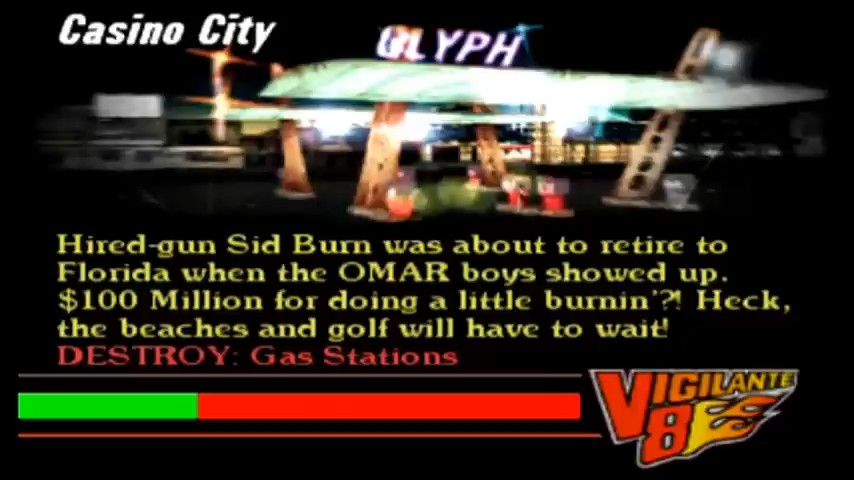 Casino City
GLYPH
Hired-gun Sid Burn was about to retire to
Florida when the OMAR boys showed up.
$100 Million for doing a little burnin'?! Heck,
the beaches and golf will have to wait!
DESTROY: Gas Stations
VIGILANTE
8